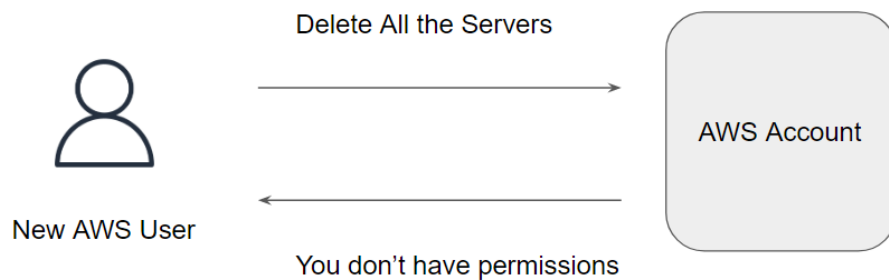 Delete All the Servers
AWS Account
New AWS User
You don’t have permissions